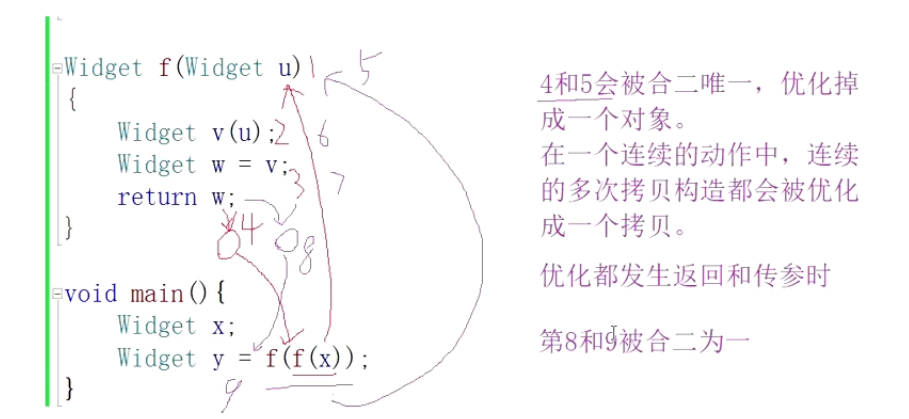 Widget f(Widget u) 1 5
{
Widget v(u); 2 6
Widget w = v; 3 7
return w;
4 8
}
void main(){
Widget x;
Widget y = f(f(x));
9
}
4和5会被合二唯一，优化掉
成一个对象。
在一个连续的动作中，连续
的多次拷贝构造都会被优化
成一个拷贝。
优化都发生返回和传参时
第8和9被合二为一